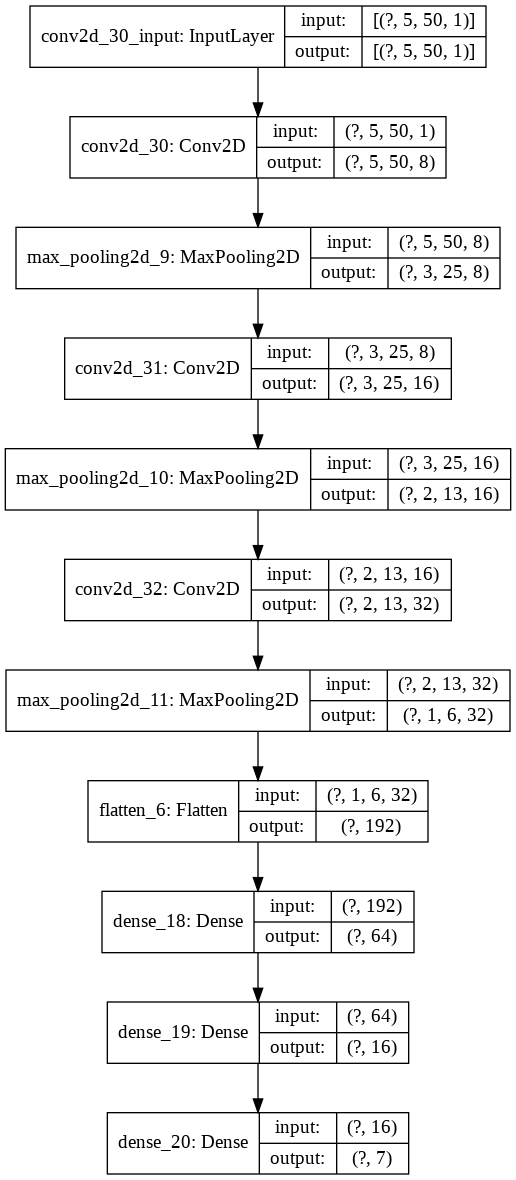 conv2d_30_input: InputLayer
input: [(?, 5, 50, 1)]
output: [(?, 5, 50, 1)]
conv2d_30: Conv2D
input: (?, 5, 50, 1)
output: (?, 5, 50, 8)
max_pooling2d_9: MaxPooling2D
input: (?, 5, 50, 8)
output: (?, 3, 25, 8)
conv2d_31: Conv2D
input: (?, 3, 25, 8)
output: (?, 3, 25, 16)
max_pooling2d_10: MaxPooling2D
input: (?, 3, 25, 16)
output: (?, 2, 13, 16)
conv2d_32: Conv2D
input: (?, 2, 13, 16)
output: (?, 2, 13, 32)
max_pooling2d_11: MaxPooling2D
input: (?, 2, 13, 32)
output: (?, 1, 6, 32)
flatten_6: Flatten
input: (?, 1, 6, 32)
output: (?, 192)
dense_18: Dense
input: (?, 192)
output: (?, 64)
dense_19: Dense
input: (?, 64)
output: (?, 16)
dense_20: Dense
input: (?, 16)
output: (?, 7)